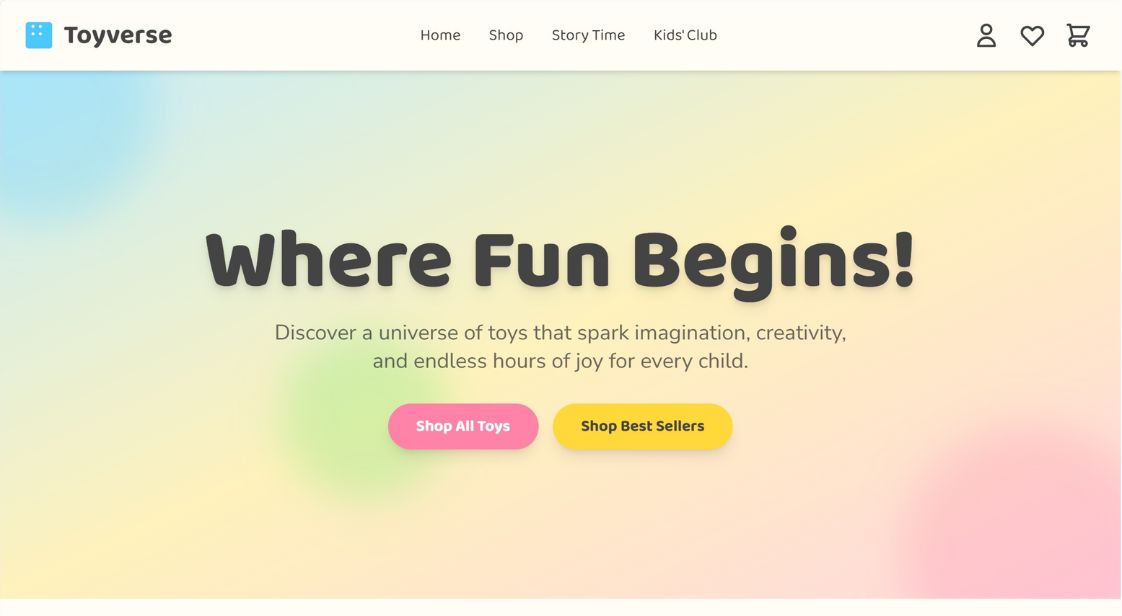 Toyverse
Home Shop Story Time Kids' Club
Where Fun Begins!
Discover a universe of toys that spark imagination, creativity,
and endless hours of joy for every child.
Shop All Toys
Shop Best Sellers